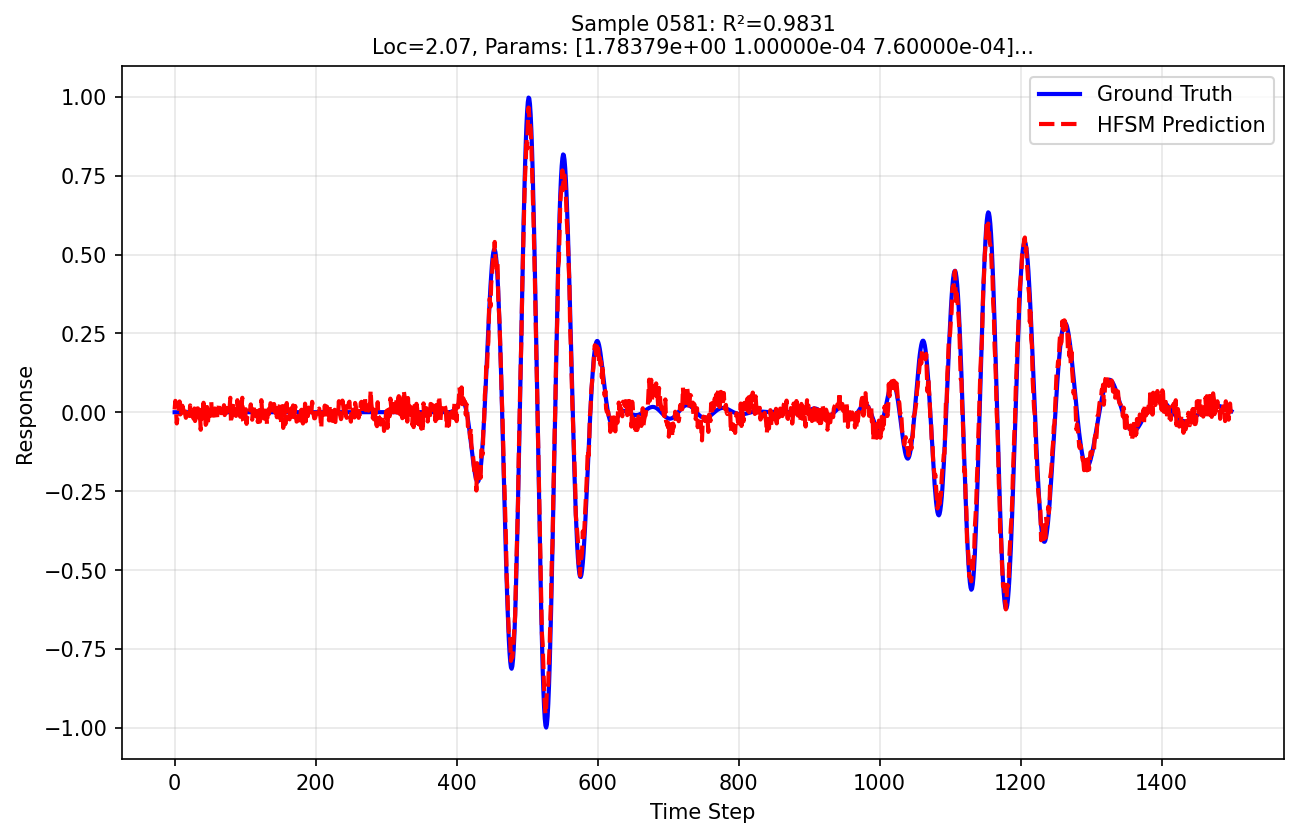 Sample 0581: R²=0.9831
Loc=2.07, Params: [1.78379e+00 1.00000e-04 7.60000e-04]...
Ground Truth
HFSM Prediction
1.00
0.75
0.50
0.25
0.00
−0.25
−0.50
−0.75
−1.00
Response
0 200 400 600 800 1000 1200 1400
Time Step